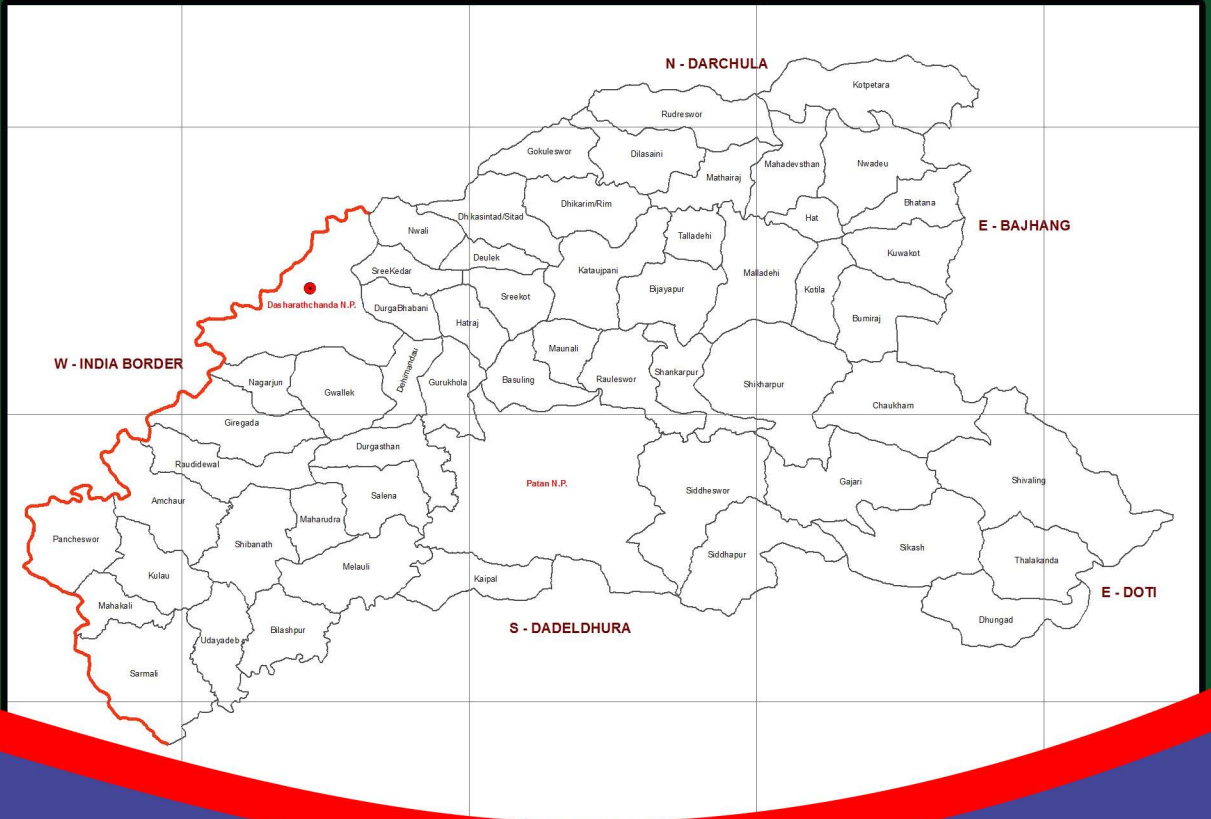 N - DARCHULA
Kotpetara
Rudreswor
Gokuleswor
Dilasaini
Mahadevsthan
Nwadeu
Mathairaj
Dhikarim/Rim
Bhatana
Dhikasintad/Sitad
Hat
E - BAJHANG
Nwali
Talladehi
Kuwakot
Deulek
SreeKedar
Kataujpani
Malladehi
Bijayapur
Kotila
Sreekot
Dasharathchanda N.P.
DurgaBhabani
Hatraj
Bumiraj
Maunali
W - INDIA BORDER
Dehimandau
Nagarjun
Gwallek
Gurukhola
Basuling
Rauleswor
Shankarpur
Shikharpur
Chaukham
Giregada
Durgasthan
Raudidewal
Patan N.P.
Gajari
Shivaling
Siddheswor
Amchaur
Salena
Maharudra
Pancheswor
Shibanath
Sikash
Siddhapur
Thalakanda
Melauli
Kulau
Kaipal
E - DOTI
Mahakali
Dhungad
S - DADELDHURA
Bilashpur
Udayadeb
Sarmali